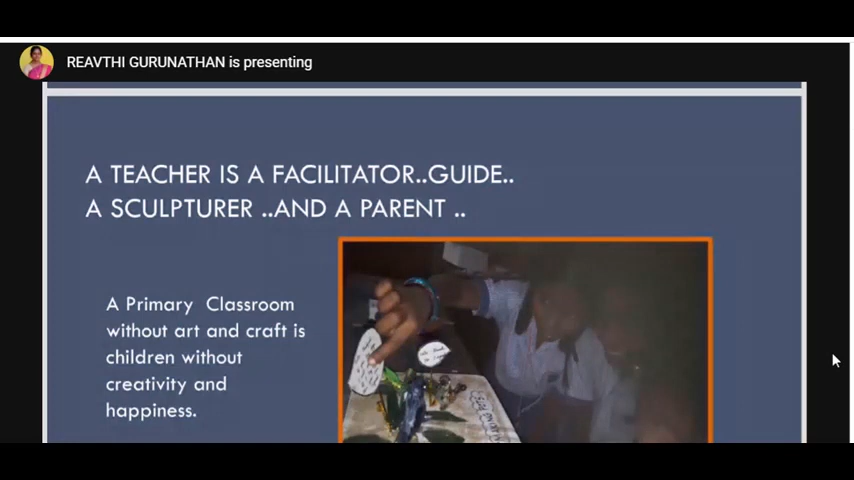 REAVTHI GURUNATHAN is presenting
A TEACHER IS A FACILITATOR..GUIDE..
A SCULPTURER ..AND A PARENT ..
A Primary Classroom
without art and craft is
children without
creativity and
happiness.